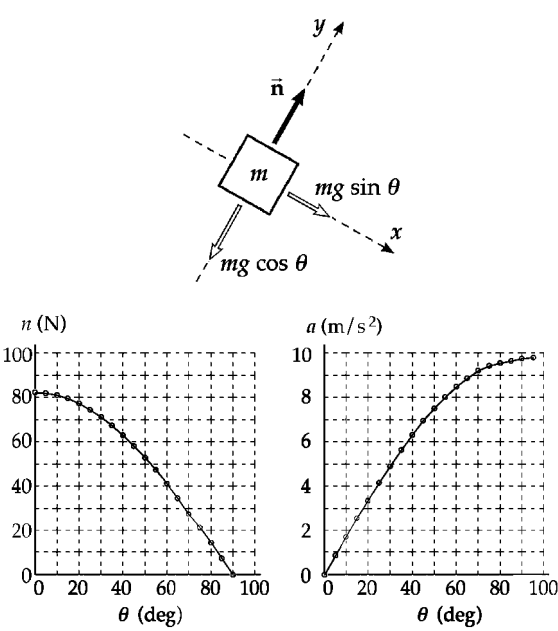 y
n⃗
m
mg sin θ
x
mg cos θ
n (N)
100
80
60
40
20
0
0 20 40 60 80 100
θ (deg)
a (m/s²)
10
8
6
4
2
0
0 20 40 60 80 100
θ (deg)